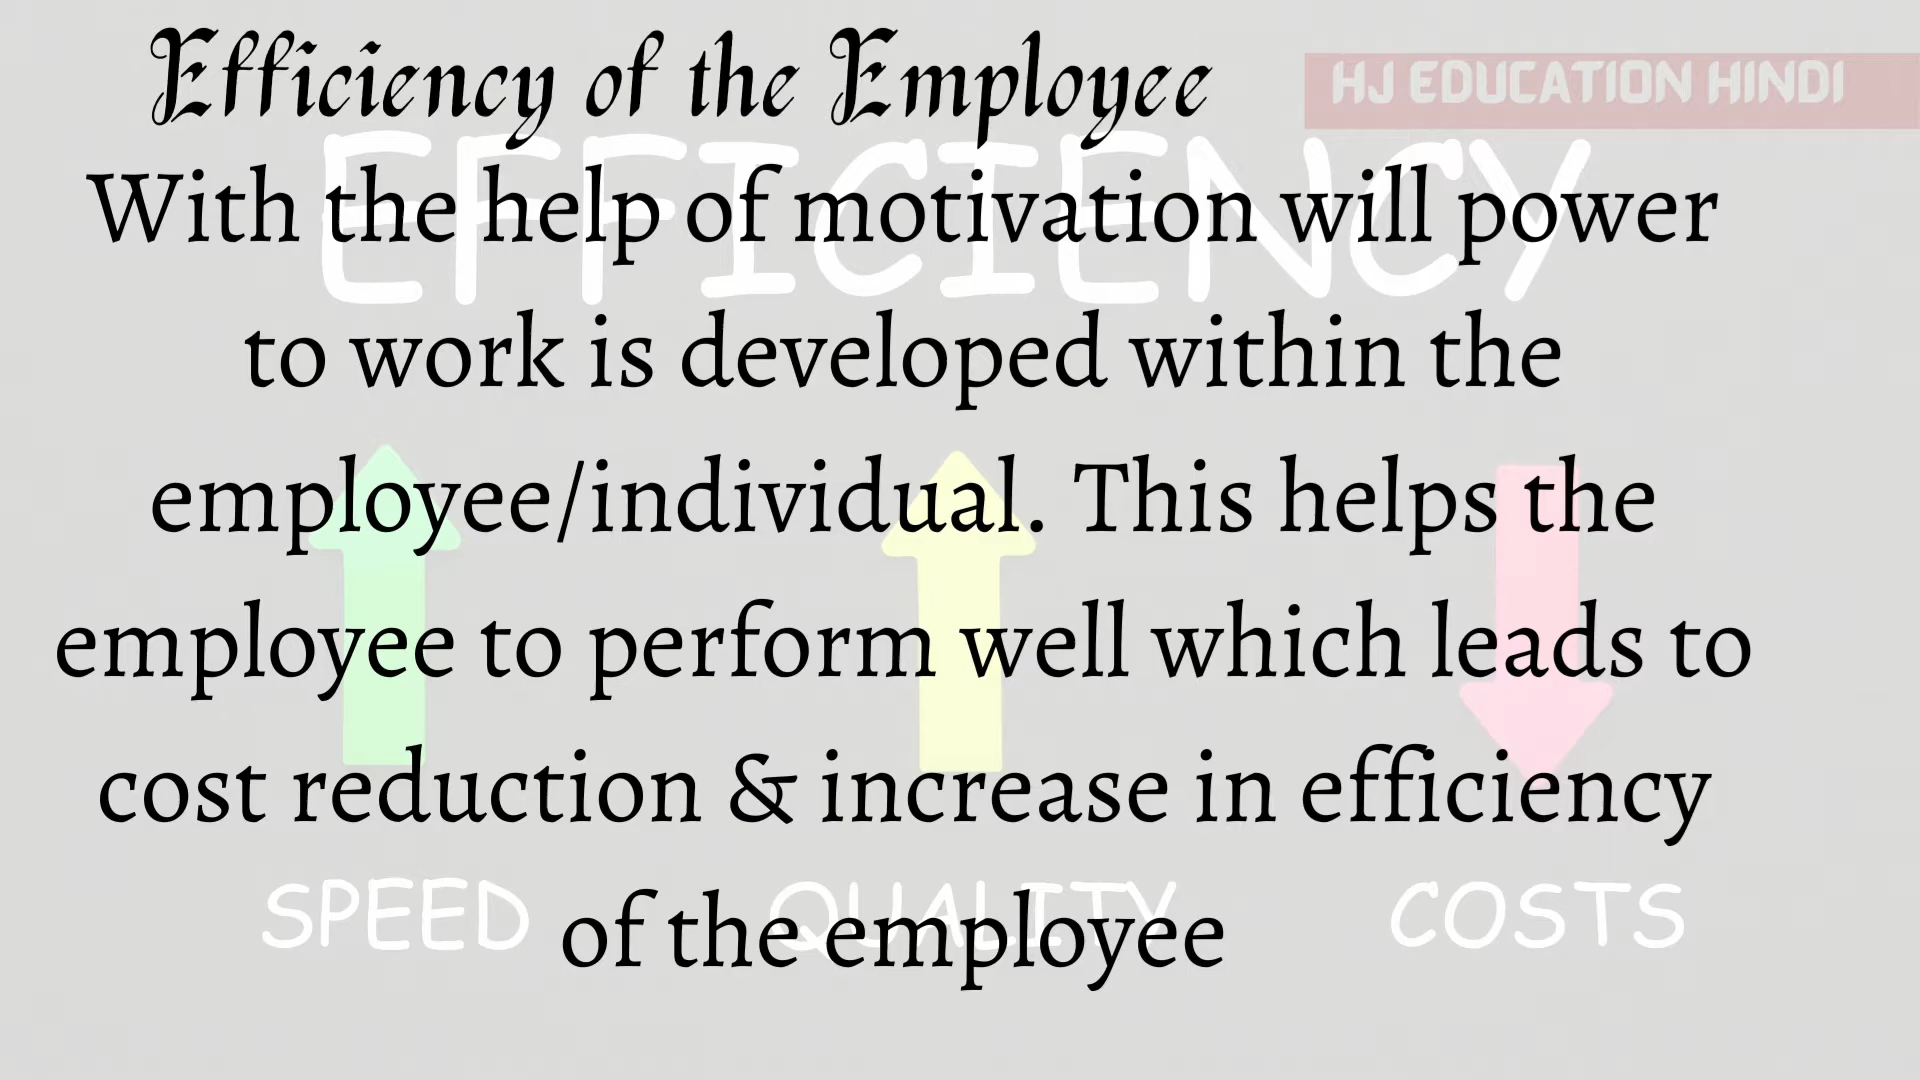 Efficiency of the Employee
HJ EDUCATION HINDI
EFFICIENCY
With the help of motivation will power
to work is developed within the
employee/individual. This helps the
employee to perform well which leads to
cost reduction & increase in efficiency
of the employee
SPEED
QUALITY
COSTS